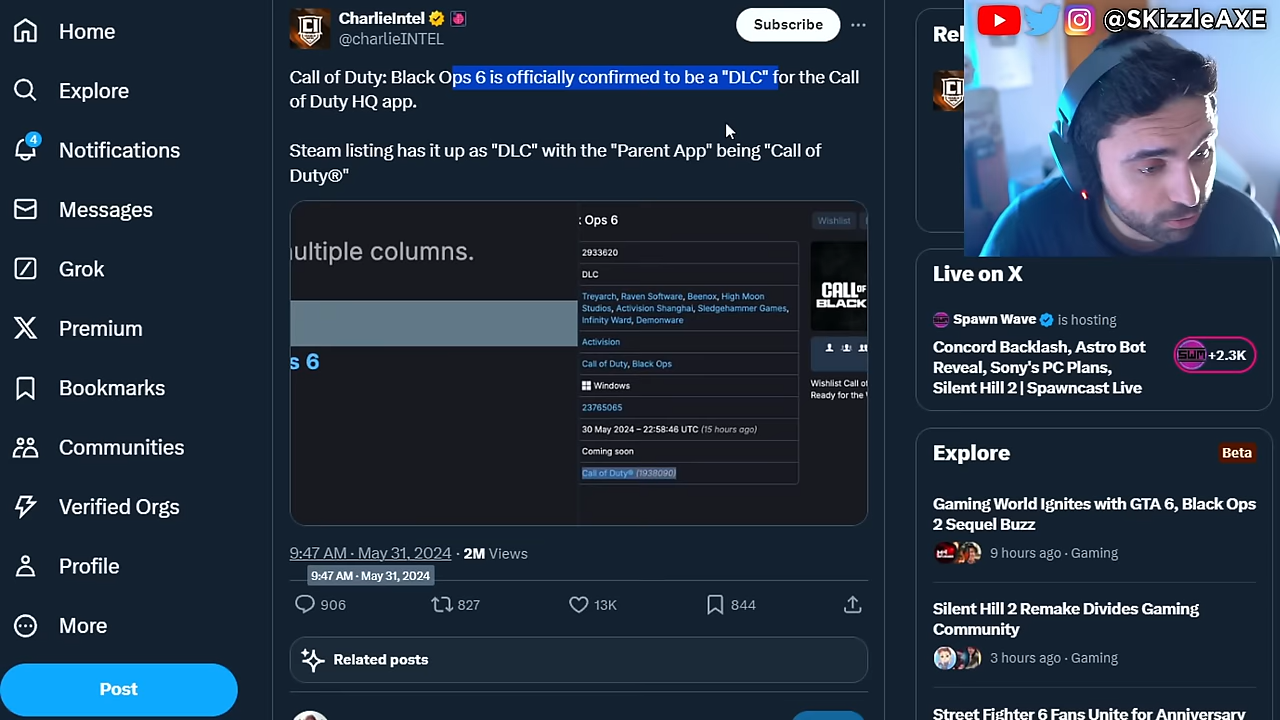 Home
Explore
4
Notifications
Messages
Grok
Premium
Bookmarks
Communities
Verified Orgs
Profile
More
Post
CharlieIntel
@charlieINTEL
Subscribe
Call of Duty: Black Ops 6 is officially confirmed to be a "DLC" for the Call
of Duty HQ app.
Steam listing has it up as "DLC" with the "Parent App" being "Call of
Duty®"
multiple columns.
s 6
k Ops 6
Wishlist
2933620
DLC
Treyarch, Raven Software, Beenox, High Moon
Studios, Activision Shanghai, Sledgehammer Games,
Infinity Ward, Demonware
Activision
Call of Duty, Black Ops
Windows
23765065
30 May 2024 – 22:58:46 UTC (15 hours ago)
Coming soon
Call of Duty® (1938090)
CALL OF
BLACK
Wishlist Call of
Ready for the
9:47 AM · May 31, 2024 · 2M Views
9:47 AM · May 31, 2024
906
827
13K
844
Related posts
@SKizzleAXE
Rel
Live on X
Spawn Wave is hosting
Concord Backlash, Astro Bot
Reveal, Sony's PC Plans,
Silent Hill 2 | Spawncast Live
+2.3K
Explore
Beta
Gaming World Ignites with GTA 6, Black Ops
2 Sequel Buzz
9 hours ago · Gaming
Silent Hill 2 Remake Divides Gaming
Community
3 hours ago · Gaming
Street Fighter 6 Fans Unite for Anniversary